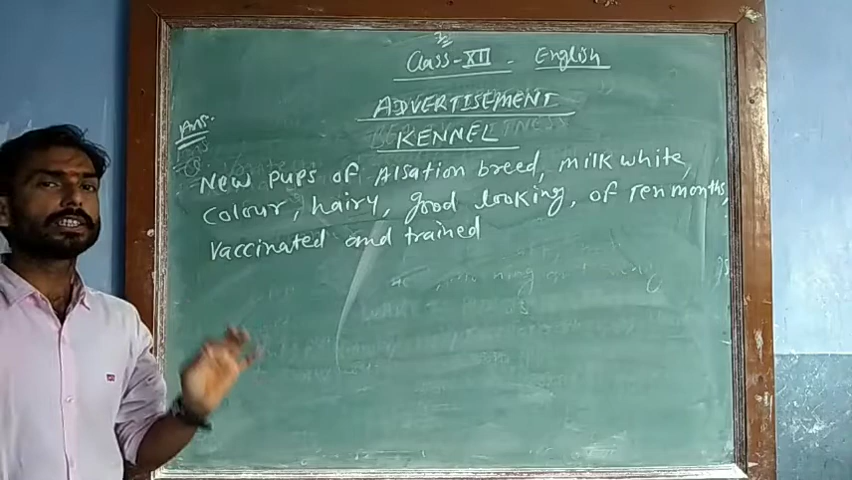 Class-XII - English
ADVERTISEMENT
Ans.
KENNEL
New pups of Alsation breed, milk white,
Colour, hairy, good looking, of Ten months,
Vaccinated and trained